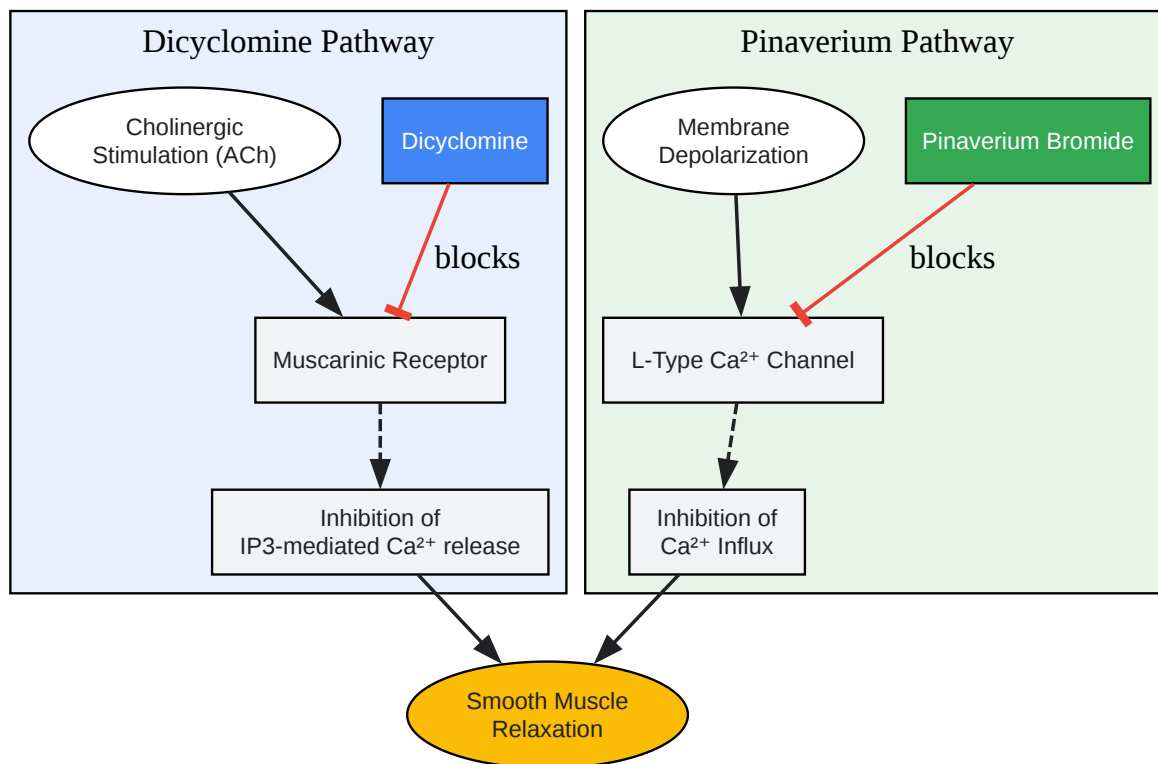 Dicyclomine Pathway
Cholinergic
Stimulation (ACh)
Dicyclomine
blocks
Muscarinic Receptor
Inhibition of
IP3-mediated Ca²⁺ release
Pinaverium Pathway
Membrane
Depolarization
Pinaverium Bromide
blocks
L-Type Ca²⁺ Channel
Inhibition of
Ca²⁺ Influx
Smooth Muscle
Relaxation